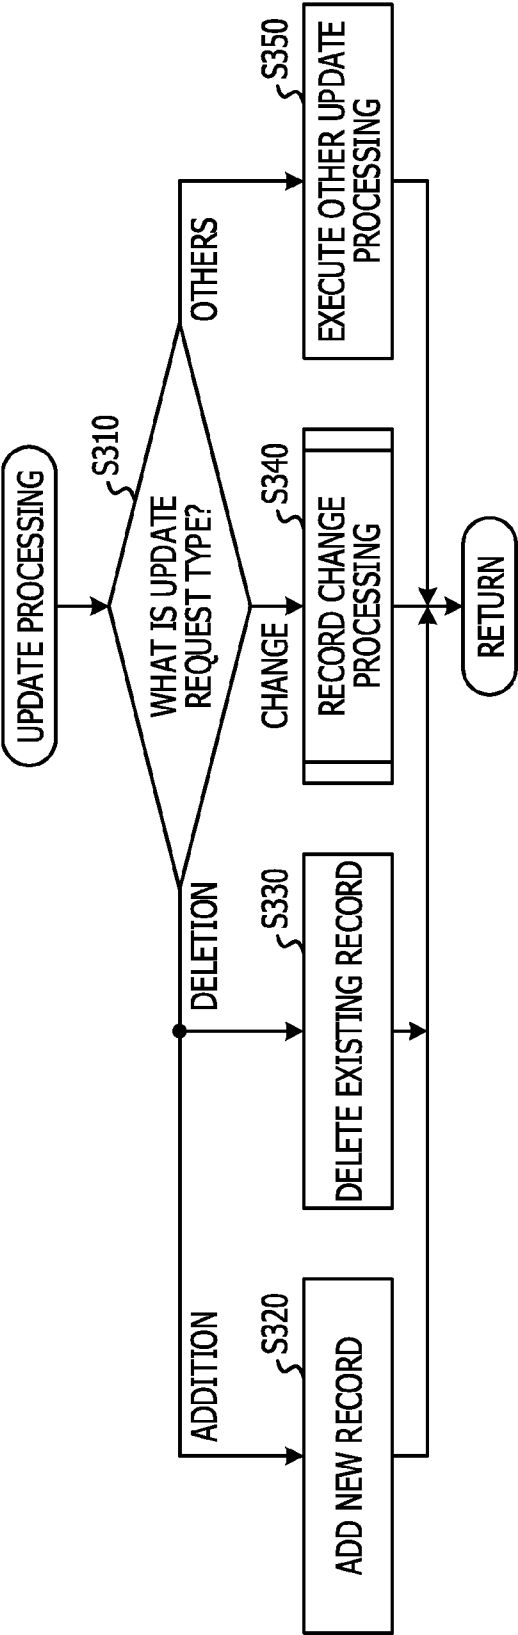 UPDATE PROCESSING
S310
WHAT IS UPDATE
REQUEST TYPE?
ADDITION
DELETION
CHANGE
OTHERS
S320
ADD NEW RECORD
S330
DELETE EXISTING RECORD
S340
RECORD CHANGE
PROCESSING
S350
EXECUTE OTHER UPDATE
PROCESSING
RETURN